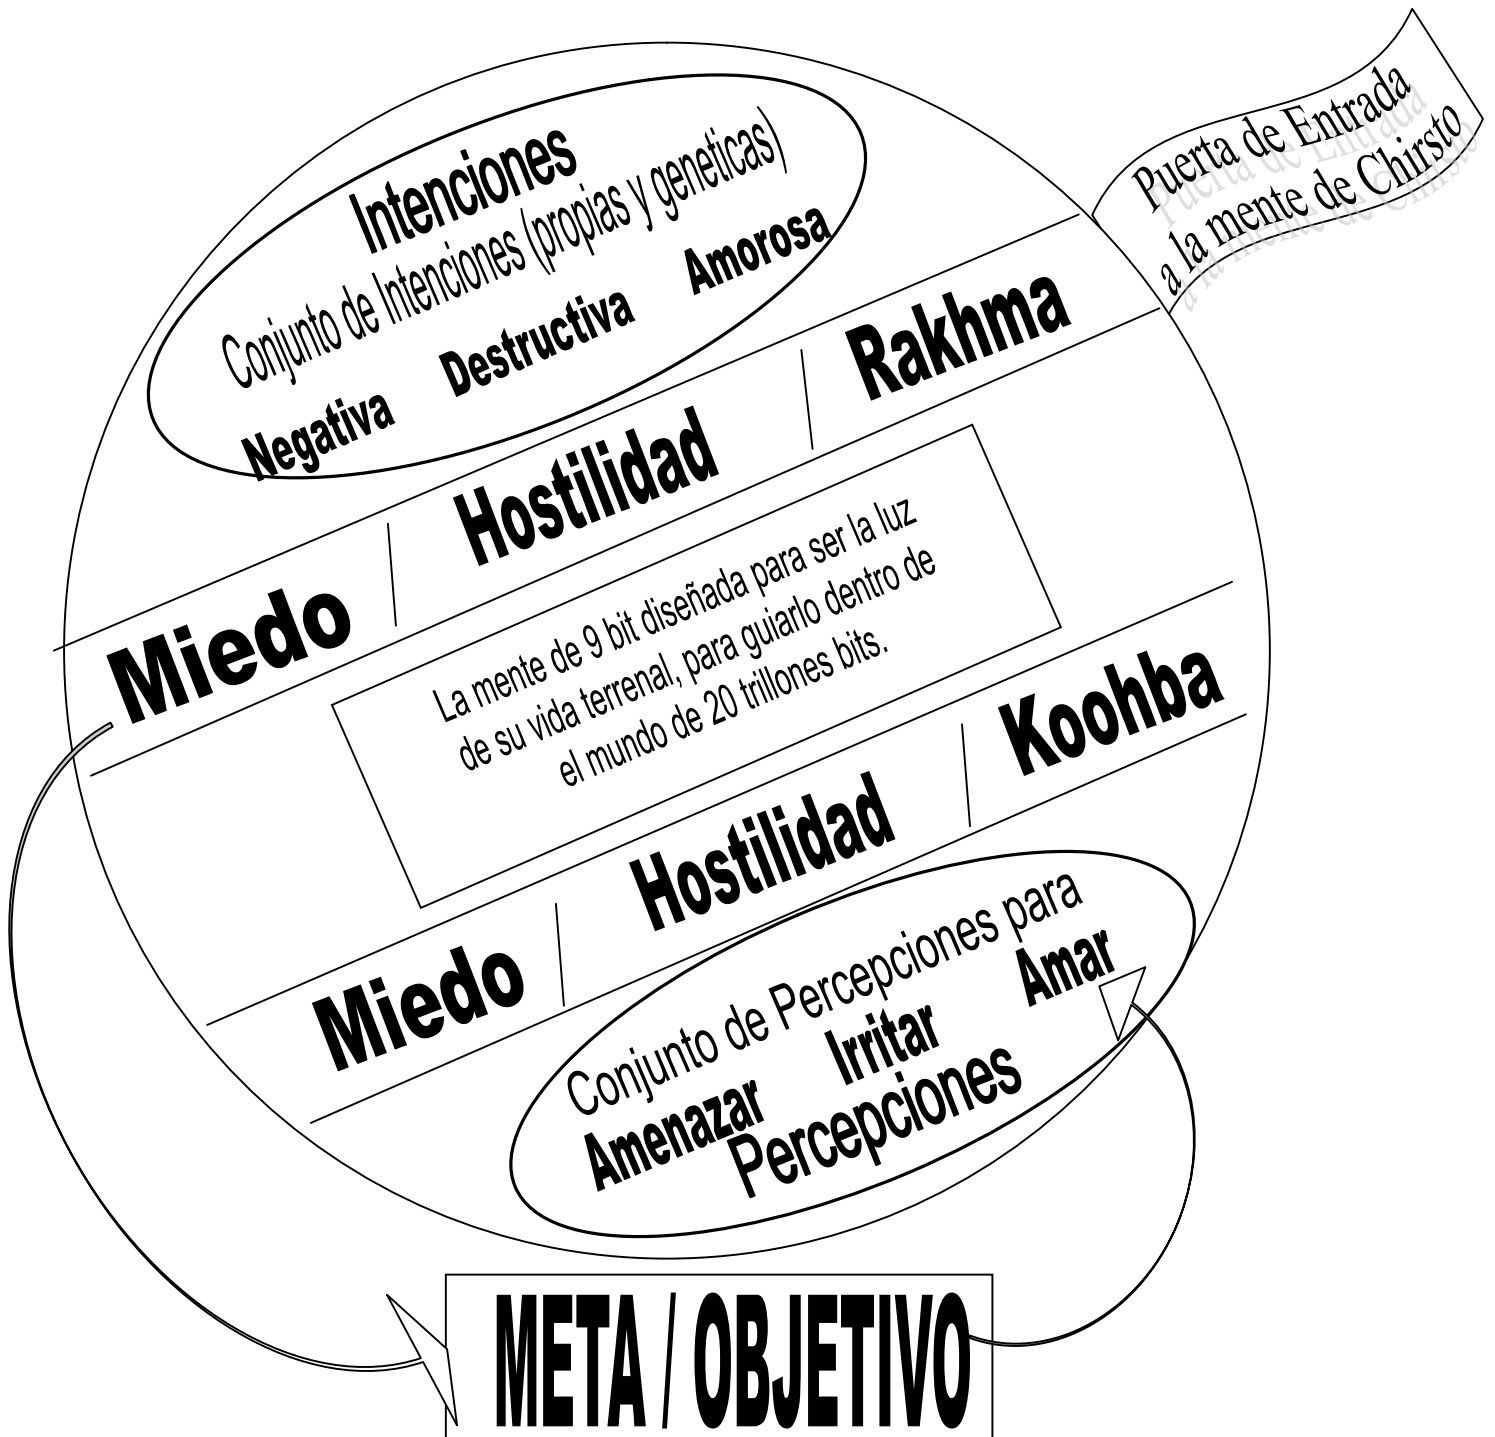 Puerta de Entrada
a la mente de Chirsto
Intenciones
Conjunto de Intenciones (propias y geneticas)
Negativa Destructiva Amorosa
Miedo Hostilidad Rakhma
La mente de 9 bit diseñada para ser la luz
de su vida terrenal, para guiarlo dentro de
el mundo de 20 trillones bits.
Miedo Hostilidad Koohba
Conjunto de Percepciones para
Amenazar Irritar Amar
Percepciones
META / OBJETIVO